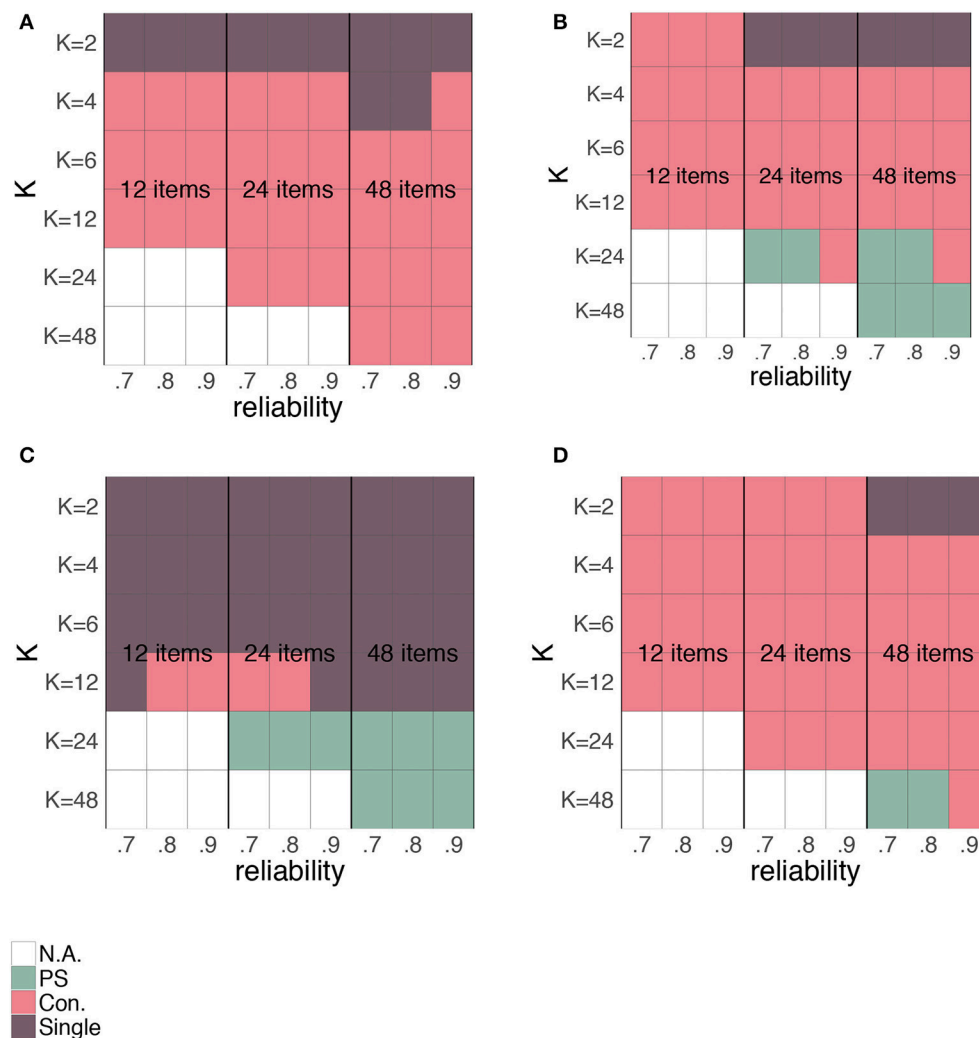 A
K=2
K=4
K=6
K=12
K=24
K=48
K
12 items 24 items 48 items
.7 .8 .9 .7 .8 .9 .7 .8 .9
reliability
B
K=2
K=4
K=6
K=12
K=24
K=48
K
12 items 24 items 48 items
.7 .8 .9 .7 .8 .9 .7 .8 .9
reliability
C
K=2
K=4
K=6
K=12
K=24
K=48
K
12 items 24 items 48 items
.7 .8 .9 .7 .8 .9 .7 .8 .9
reliability
D
K=2
K=4
K=6
K=12
K=24
K=48
K
12 items 24 items 48 items
.7 .8 .9 .7 .8 .9 .7 .8 .9
reliability
N.A.
PS
Con.
Single